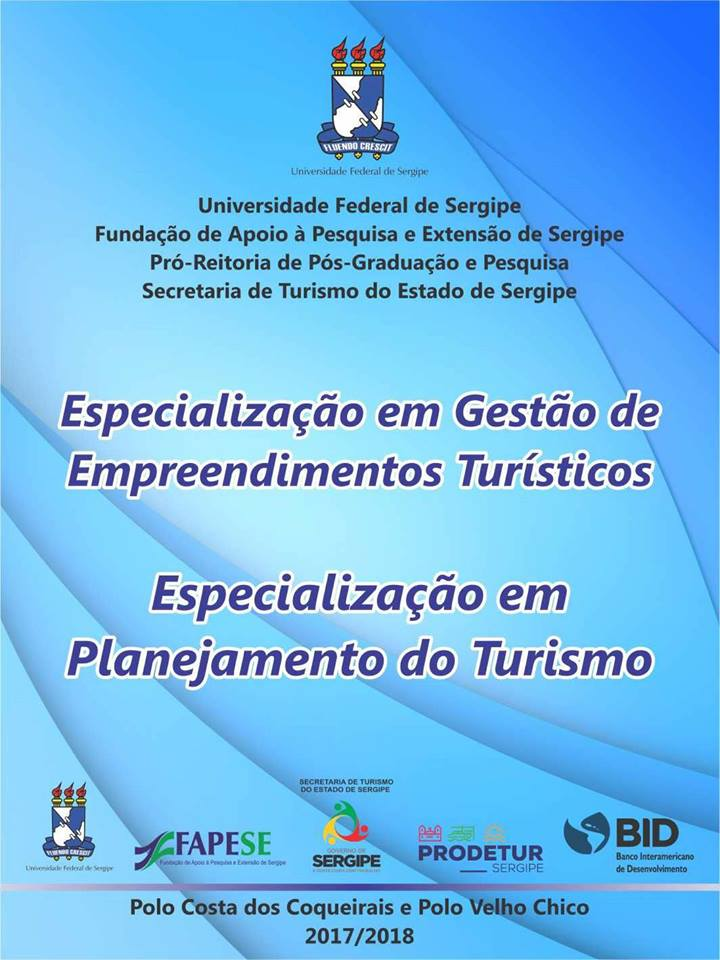 FLUENDO CRESCIT
Universidade Federal de Sergipe
Universidade Federal de Sergipe
Fundação de Apoio à Pesquisa e Extensão de Sergipe
Pró-Reitoria de Pós-Graduação e Pesquisa
Secretaria de Turismo do Estado de Sergipe
Especialização em Gestão de
Empreendimentos Turísticos
Especialização em
Planejamento do Turismo
FLUENDO CRESCIT
Universidade Federal de Sergipe
FAPESE
Fundação de Apoio à Pesquisa e Extensão de Sergipe
SECRETARIA DE TURISMO
DO ESTADO DE SERGIPE
GOVERNO DE
SERGIPE
PRODETUR
SERGIPE
BID
Banco Interamericano
de Desenvolvimento
Polo Costa dos Coqueirais e Polo Velho Chico
2017/2018